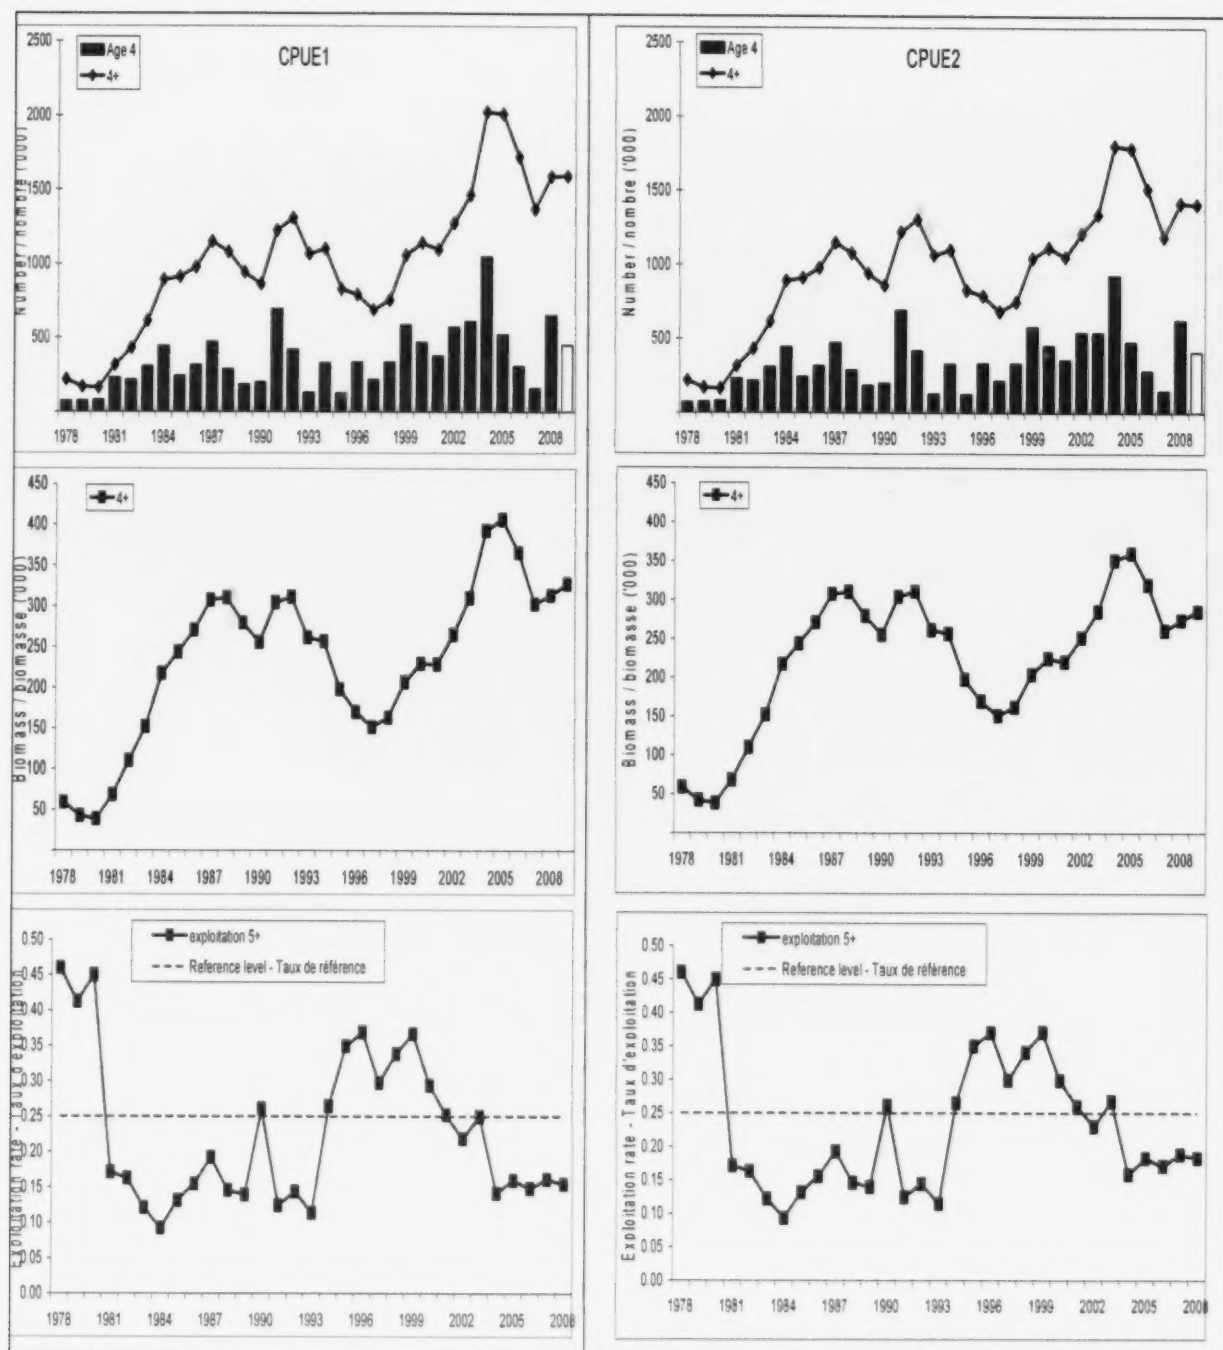 CPUE1
Age 4
4+
Number / nombre ('000)
2500
2000
1500
1000
500
1978 1981 1984 1987 1990 1993 1996 1999 2002 2005 2008
CPUE2
Age 4
4+
Number / nombre ('000)
2500
2000
1500
1000
500
1978 1981 1984 1987 1990 1993 1996 1999 2002 2005 2008
4+
Biomass / biomasse ('000)
450
400
350
300
250
200
150
100
50
1978 1981 1984 1987 1990 1993 1996 1999 2002 2005 2008
4+
Biomass / biomasse ('000)
450
400
350
300
250
200
150
100
50
1978 1981 1984 1987 1990 1993 1996 1999 2002 2005 2008
exploitation 5+
Reference level - Taux de référence
Exploitation rate - Taux d'exploitation
0.50
0.45
0.40
0.35
0.30
0.25
0.20
0.15
0.10
0.05
0.00
1978 1981 1984 1987 1990 1993 1996 1999 2002 2005 2008
exploitation 5+
Reference level - Taux de référence
Exploitation rate - Taux d'exploitation
0.50
0.45
0.40
0.35
0.30
0.25
0.20
0.15
0.10
0.05
0.00
1978 1981 1984 1987 1990 1993 1996 1999 2002 2005 2008